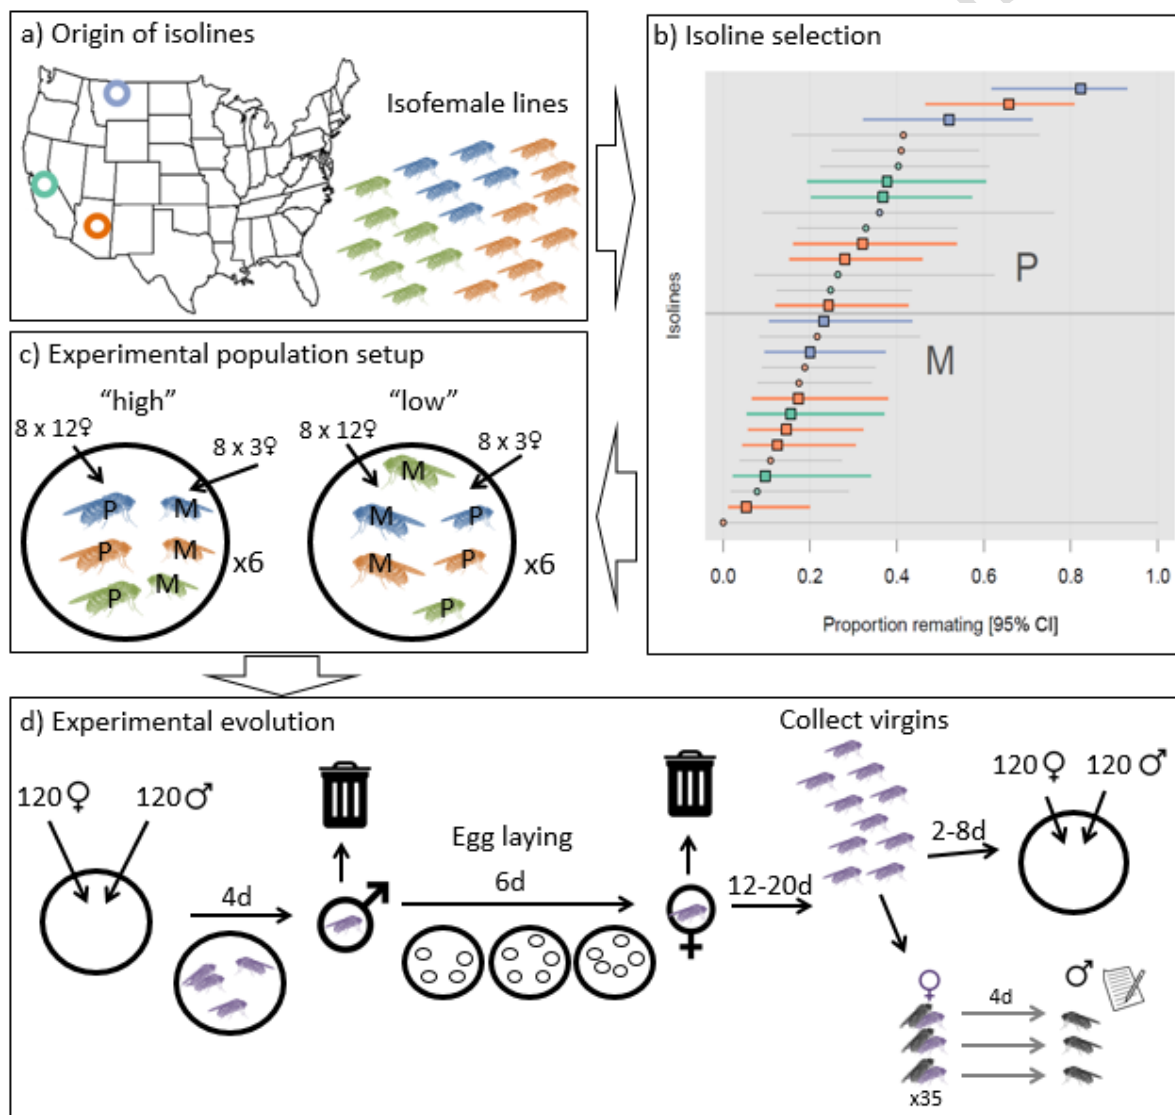 a) Origin of isolines
Isofemale lines
b) Isoline selection
Isolines
P
M
0.0 0.2 0.4 0.6 0.8 1.0
Proportion remating [95% CI]
c) Experimental population setup
"high"
8 x 12♀
8 x 3♀
P M
P M
P M
x6
"low"
8 x 12♀
8 x 3♀
M
M P
M P
P
x6
d) Experimental evolution
120 ♀ 120 ♂
4d
♂
Egg laying
6d
♀
12-20d
Collect virgins
2-8d
120 ♀ 120 ♂
♀ 4d ♂
x35